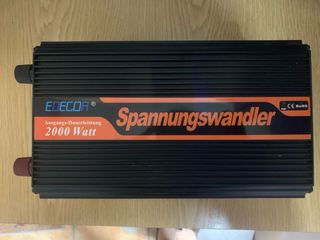 EDECOA®
Ausgangs-Dauerleistung
2000 Watt
Spannungswandler
CE RoHS